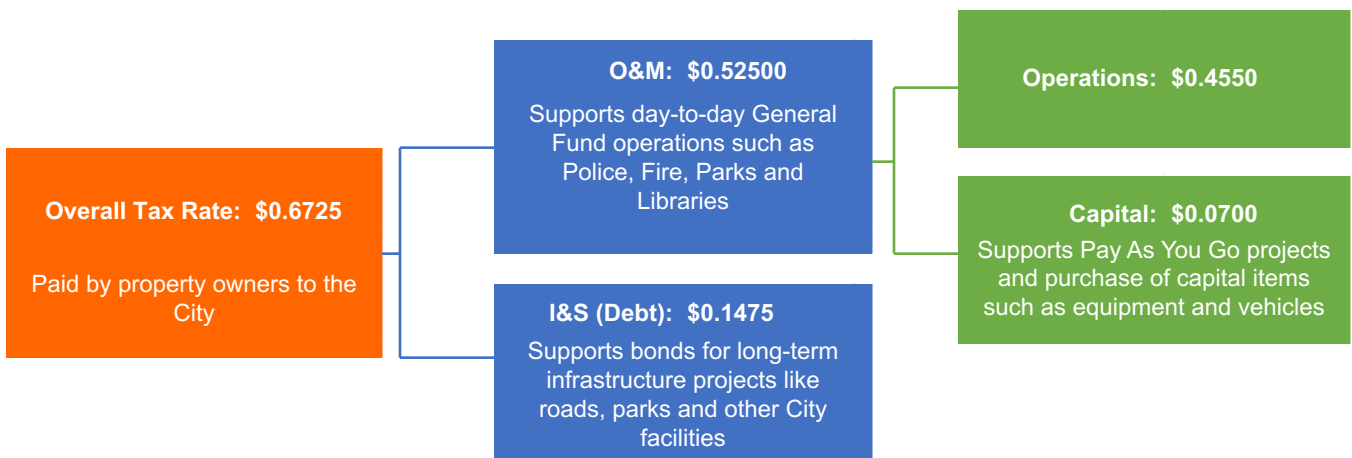 Overall Tax Rate:  $0.6725
Paid by property owners to the
City
O&M:  $0.52500
Supports day-to-day General
Fund operations such as
Police, Fire, Parks and
Libraries
I&S (Debt):  $0.1475
Supports bonds for long-term
infrastructure projects like
roads, parks and other City
facilities
Operations:  $0.4550
Capital:  $0.0700
Supports Pay As You Go projects
and purchase of capital items
such as equipment and vehicles